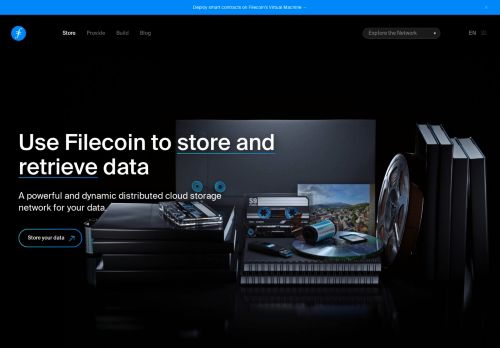 Deploy smart contracts on Filecoin's Virtual Machine →
Store
Provide
Build
Blog
Explore the Network
EN
Use Filecoin to store and
retrieve data
A powerful and dynamic distributed cloud storage
network for your data.
Store your data